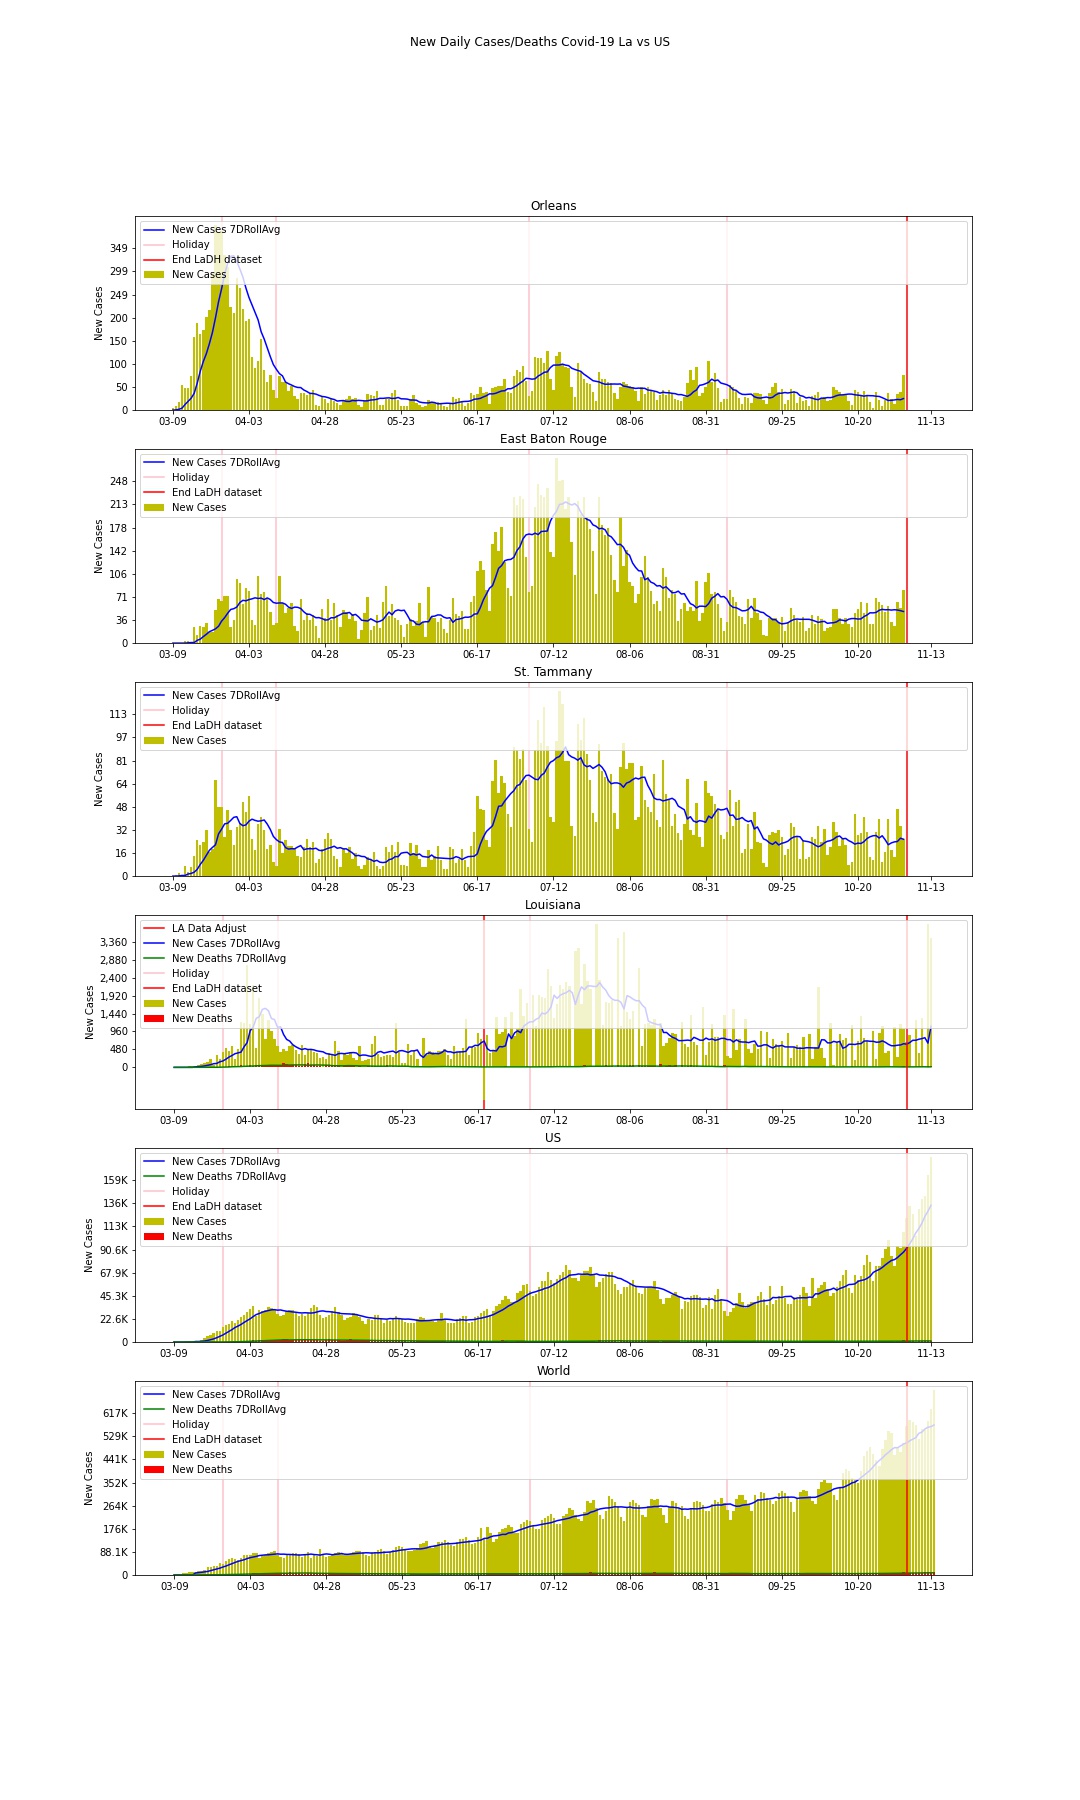 New Daily Cases/Deaths Covid-19 La vs US
Orleans
New Cases 7DRollAvg
Holiday
End LaDH dataset
New Cases
New Cases
349
299
249
200
150
100
50
0
03-09 04-03 04-28 05-23 06-17 07-12 08-06 08-31 09-25 10-20 11-13
East Baton Rouge
New Cases 7DRollAvg
Holiday
End LaDH dataset
New Cases
New Cases
248
213
178
142
106
71
36
0
03-09 04-03 04-28 05-23 06-17 07-12 08-06 08-31 09-25 10-20 11-13
St. Tammany
New Cases 7DRollAvg
Holiday
End LaDH dataset
New Cases
New Cases
113
97
81
64
48
32
16
0
03-09 04-03 04-28 05-23 06-17 07-12 08-06 08-31 09-25 10-20 11-13
Louisiana
LA Data Adjust
New Cases 7DRollAvg
New Deaths 7DRollAvg
Holiday
End LaDH dataset
New Cases
New Deaths
New Cases
3,360
2,880
2,400
1,920
1,440
960
480
0
03-09 04-03 04-28 05-23 06-17 07-12 08-06 08-31 09-25 10-20 11-13
US
New Cases 7DRollAvg
New Deaths 7DRollAvg
Holiday
End LaDH dataset
New Cases
New Deaths
New Cases
159K
136K
113K
90.6K
67.9K
45.3K
22.6K
0
03-09 04-03 04-28 05-23 06-17 07-12 08-06 08-31 09-25 10-20 11-13
World
New Cases 7DRollAvg
New Deaths 7DRollAvg
Holiday
End LaDH dataset
New Cases
New Deaths
New Cases
617K
529K
441K
352K
264K
176K
88.1K
0
03-09 04-03 04-28 05-23 06-17 07-12 08-06 08-31 09-25 10-20 11-13